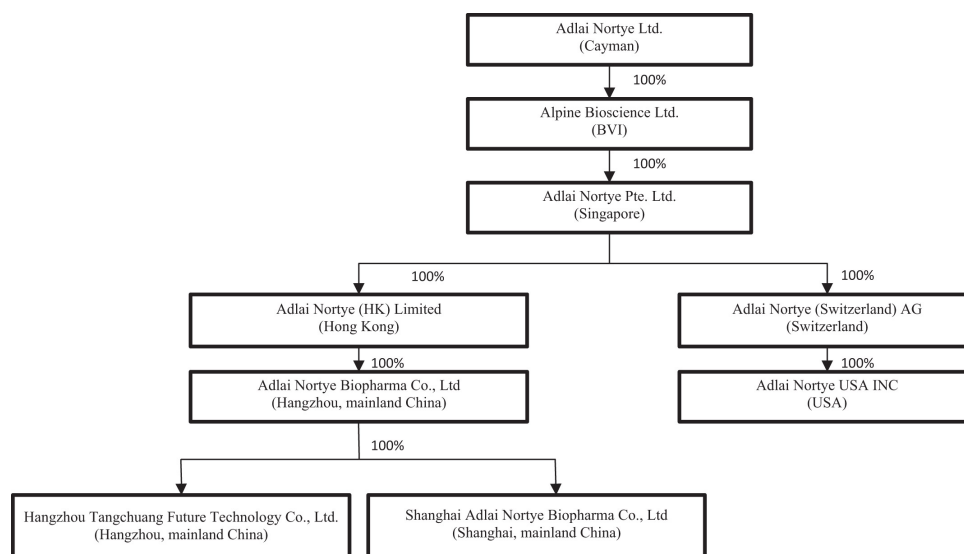 Adlai Nortye Ltd.
(Cayman)
100%
Alpine Bioscience Ltd.
(BVI)
100%
Adlai Nortye Pte. Ltd.
(Singapore)
100%
100%
Adlai Nortye (HK) Limited
(Hong Kong)
Adlai Nortye (Switzerland) AG
(Switzerland)
100%
100%
Adlai Nortye Biopharma Co., Ltd
(Hangzhou, mainland China)
Adlai Nortye USA INC
(USA)
100%
Hangzhou Tangchuang Future Technology Co., Ltd.
(Hangzhou, mainland China)
Shanghai Adlai Nortye Biopharma Co., Ltd
(Shanghai, mainland China)